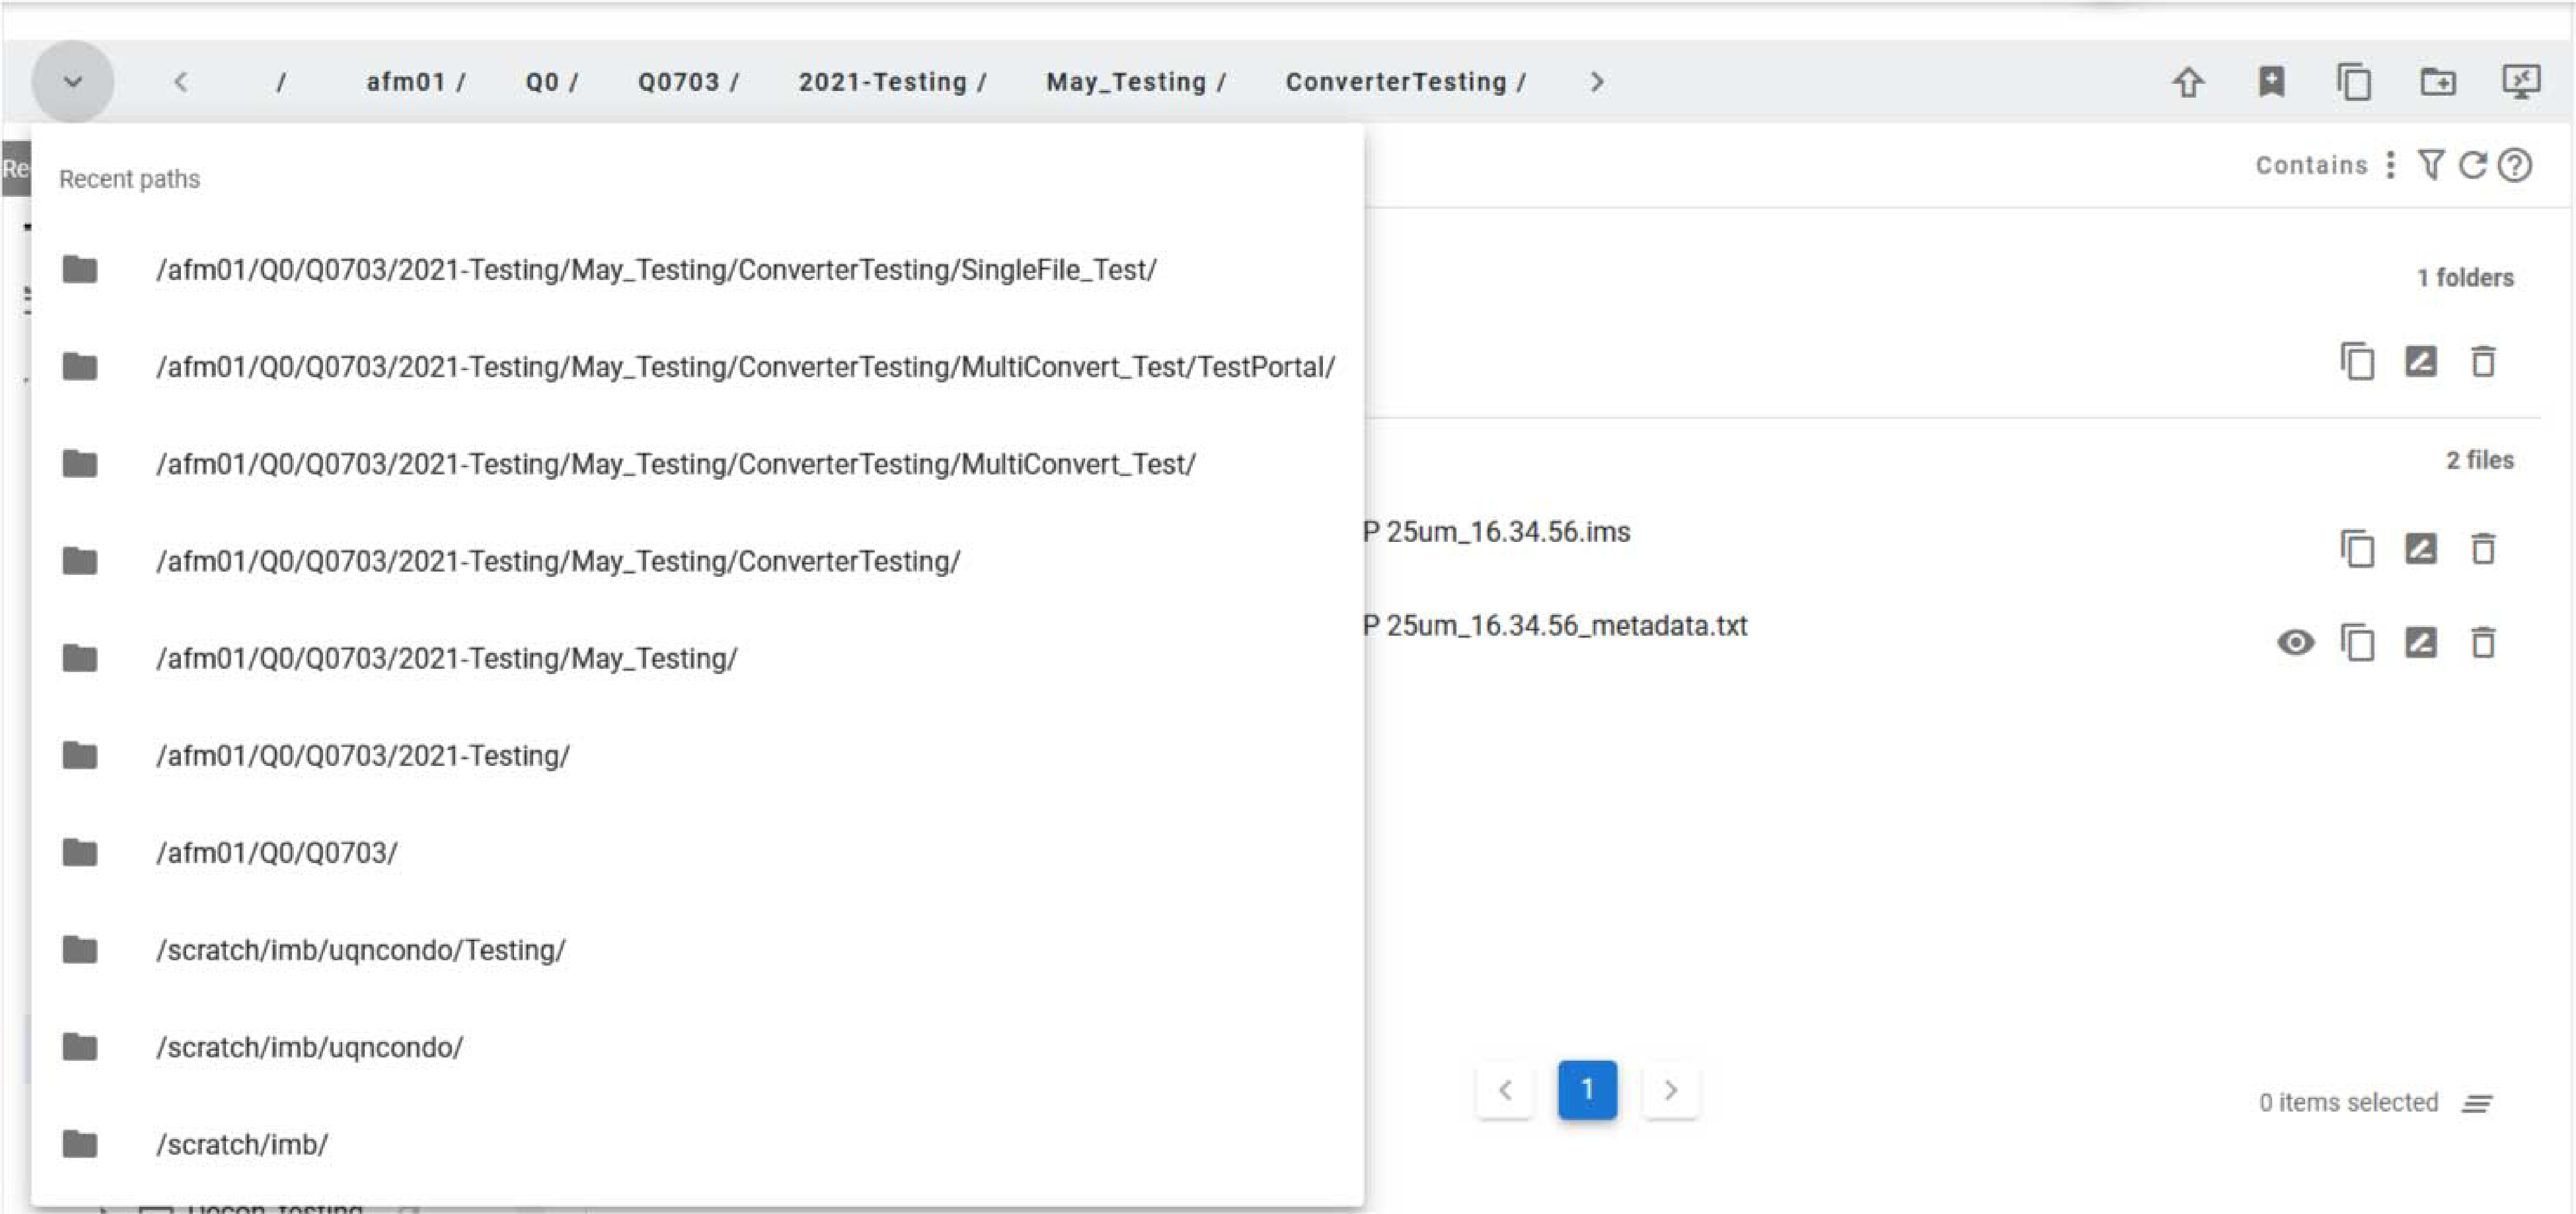 / afm01 / Q0 / Q0703 / 2021-Testing / May_Testing / ConverterTesting /
Re
Contains
Recent paths
/afm01/Q0/Q0703/2021-Testing/May_Testing/ConverterTesting/SingleFile_Test/
1 folders
/afm01/Q0/Q0703/2021-Testing/May_Testing/ConverterTesting/MultiConvert_Test/TestPortal/
/afm01/Q0/Q0703/2021-Testing/May_Testing/ConverterTesting/MultiConvert_Test/
2 files
P 25um_16.34.56.ims
/afm01/Q0/Q0703/2021-Testing/May_Testing/ConverterTesting/
P 25um_16.34.56_metadata.txt
/afm01/Q0/Q0703/2021-Testing/May_Testing/
/afm01/Q0/Q0703/2021-Testing/
/afm01/Q0/Q0703/
/scratch/imb/uqncondo/Testing/
/scratch/imb/uqncondo/
1
0 items selected
/scratch/imb/